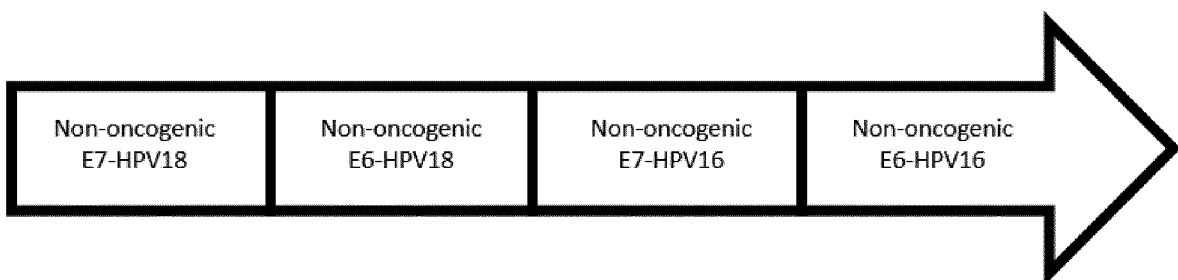 Non-oncogenic
E7-HPV18
Non-oncogenic
E6-HPV18
Non-oncogenic
E7-HPV16
Non-oncogenic
E6-HPV16